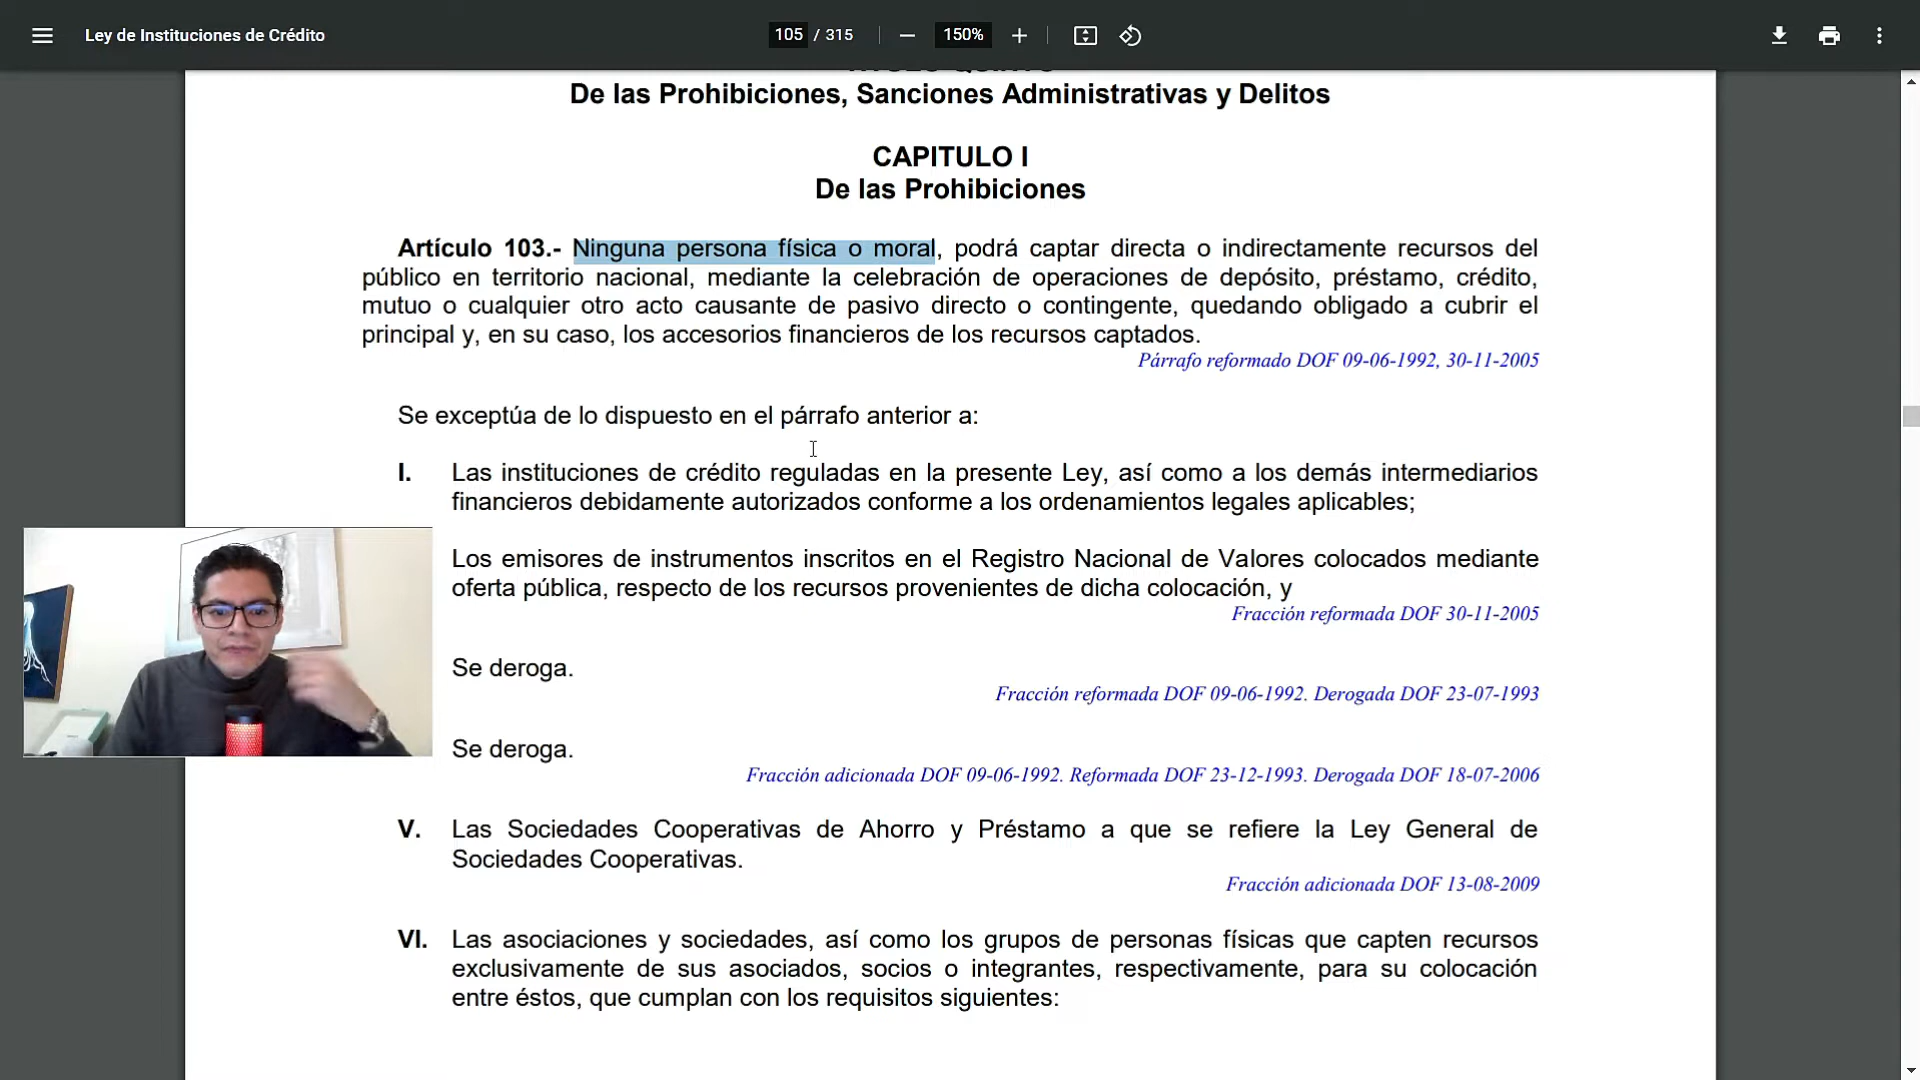 Ley de Instituciones de Crédito
105 / 315
150%
De las Prohibiciones, Sanciones Administrativas y Delitos
CAPITULO I
De las Prohibiciones
Artículo 103.- Ninguna persona física o moral, podrá captar directa o indirectamente recursos del
público en territorio nacional, mediante la celebración de operaciones de depósito, préstamo, crédito,
mutuo o cualquier otro acto causante de pasivo directo o contingente, quedando obligado a cubrir el
principal y, en su caso, los accesorios financieros de los recursos captados.
Párrafo reformado DOF 09-06-1992, 30-11-2005
Se exceptúa de lo dispuesto en el párrafo anterior a:
I. Las instituciones de crédito reguladas en la presente Ley, así como a los demás intermediarios
financieros debidamente autorizados conforme a los ordenamientos legales aplicables;
Los emisores de instrumentos inscritos en el Registro Nacional de Valores colocados mediante
oferta pública, respecto de los recursos provenientes de dicha colocación, y
Fracción reformada DOF 30-11-2005
Se deroga.
Fracción reformada DOF 09-06-1992. Derogada DOF 23-07-1993
Se deroga.
Fracción adicionada DOF 09-06-1992. Reformada DOF 23-12-1993. Derogada DOF 18-07-2006
V. Las Sociedades Cooperativas de Ahorro y Préstamo a que se refiere la Ley General de
Sociedades Cooperativas.
Fracción adicionada DOF 13-08-2009
VI. Las asociaciones y sociedades, así como los grupos de personas físicas que capten recursos
exclusivamente de sus asociados, socios o integrantes, respectivamente, para su colocación
entre éstos, que cumplan con los requisitos siguientes: